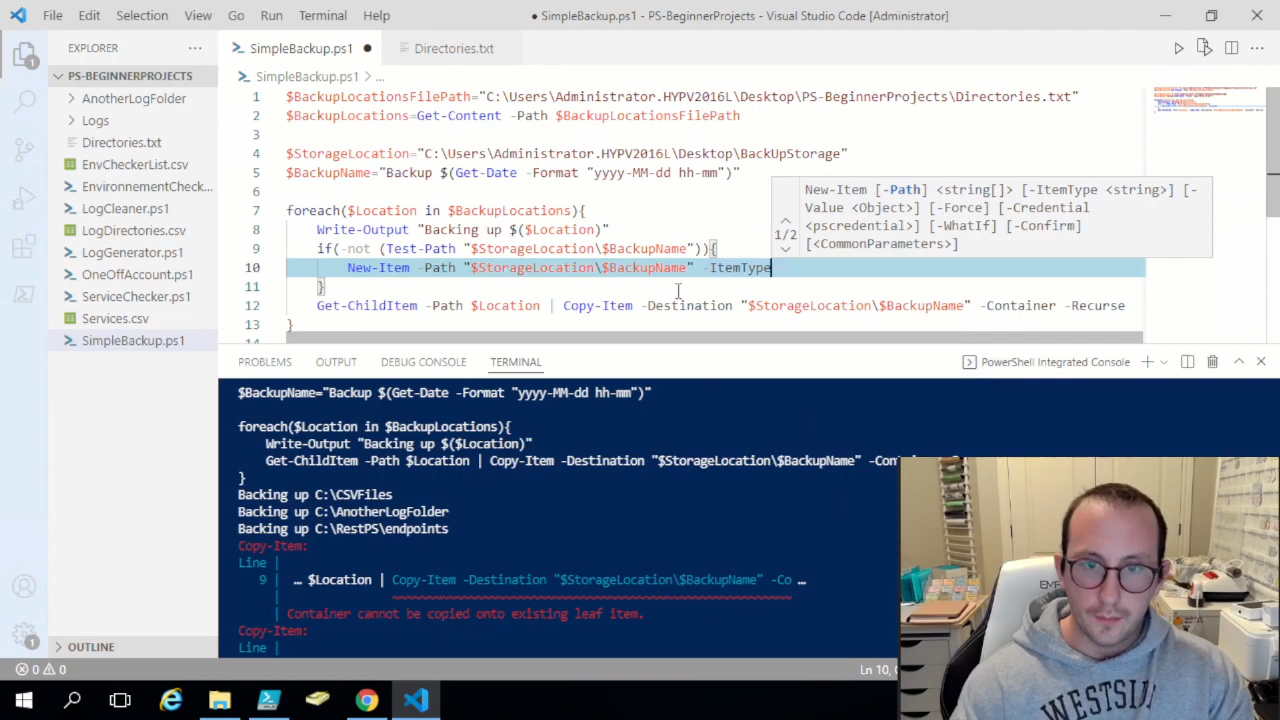 File Edit Selection View Go Run Terminal Help
● SimpleBackup.ps1 - PS-BeginnerProjects - Visual Studio Code [Administrator]
EXPLORER
PS-BEGINNERPROJECTS
AnotherLogFolder
Logs
Directories.txt
EnvCheckerList.csv
EnvironnementCheck...
LogCleaner.ps1
LogDirectories.csv
LogGenerator.ps1
OneOffAccount.ps1
ServiceChecker.ps1
Services.csv
SimpleBackup.ps1
OUTLINE
SimpleBackup.ps1 ●
Directories.txt
SimpleBackup.ps1 > ...
1 $BackupLocationsFilePath="C:\Users\Administrator.HYPV2016L\Desktop\PS-BeginnerProjects\Directories.txt"
2 $BackupLocations=Get-Content -Path $BackupLocationsFilePath
3
4 $StorageLocation="C:\Users\Administrator.HYPV2016L\Desktop\BackUpStorage"
5 $BackupName="Backup $(Get-Date -Format "yyyy-MM-dd hh-mm")"
6
7 foreach($Location in $BackupLocations){
8 Write-Output "Backing up $($Location)"
9 if(-not (Test-Path "$StorageLocation\$BackupName")){
10 New-Item -Path "$StorageLocation\$BackupName" -ItemType
11 }
12 Get-ChildItem -Path $Location | Copy-Item -Destination "$StorageLocation\$BackupName" -Container -Recurse
13 }
14
1/2
New-Item [-Path] <string[]> [-ItemType <string>] [-
Value <Object>] [-Force] [-Credential
<pscredential>] [-WhatIf] [-Confirm]
[<CommonParameters>]
PROBLEMS OUTPUT DEBUG CONSOLE TERMINAL
PowerShell Integrated Console
$BackupName="Backup $(Get-Date -Format "yyyy-MM-dd hh-mm")"
foreach($Location in $BackupLocations){
Write-Output "Backing up $($Location)"
Get-ChildItem -Path $Location | Copy-Item -Destination "$StorageLocation\$BackupName" -Con
}
Backing up C:\CSVFiles
Backing up C:\AnotherLogFolder
Backing up C:\RestPS\endpoints
Copy-Item:
Line |
9 | … $Location | Copy-Item -Destination "$StorageLocation\$BackupName" -Co …
| ~~~~~~~~~~~~~~~~~~~~~~~~~~~~~~~~~~~~~~~~~~~~~~~~~~~~~~~~~
| Container cannot be copied onto existing leaf item.
Copy-Item:
Line |
0 0
Ln 10,
1
1
WESTSIDE